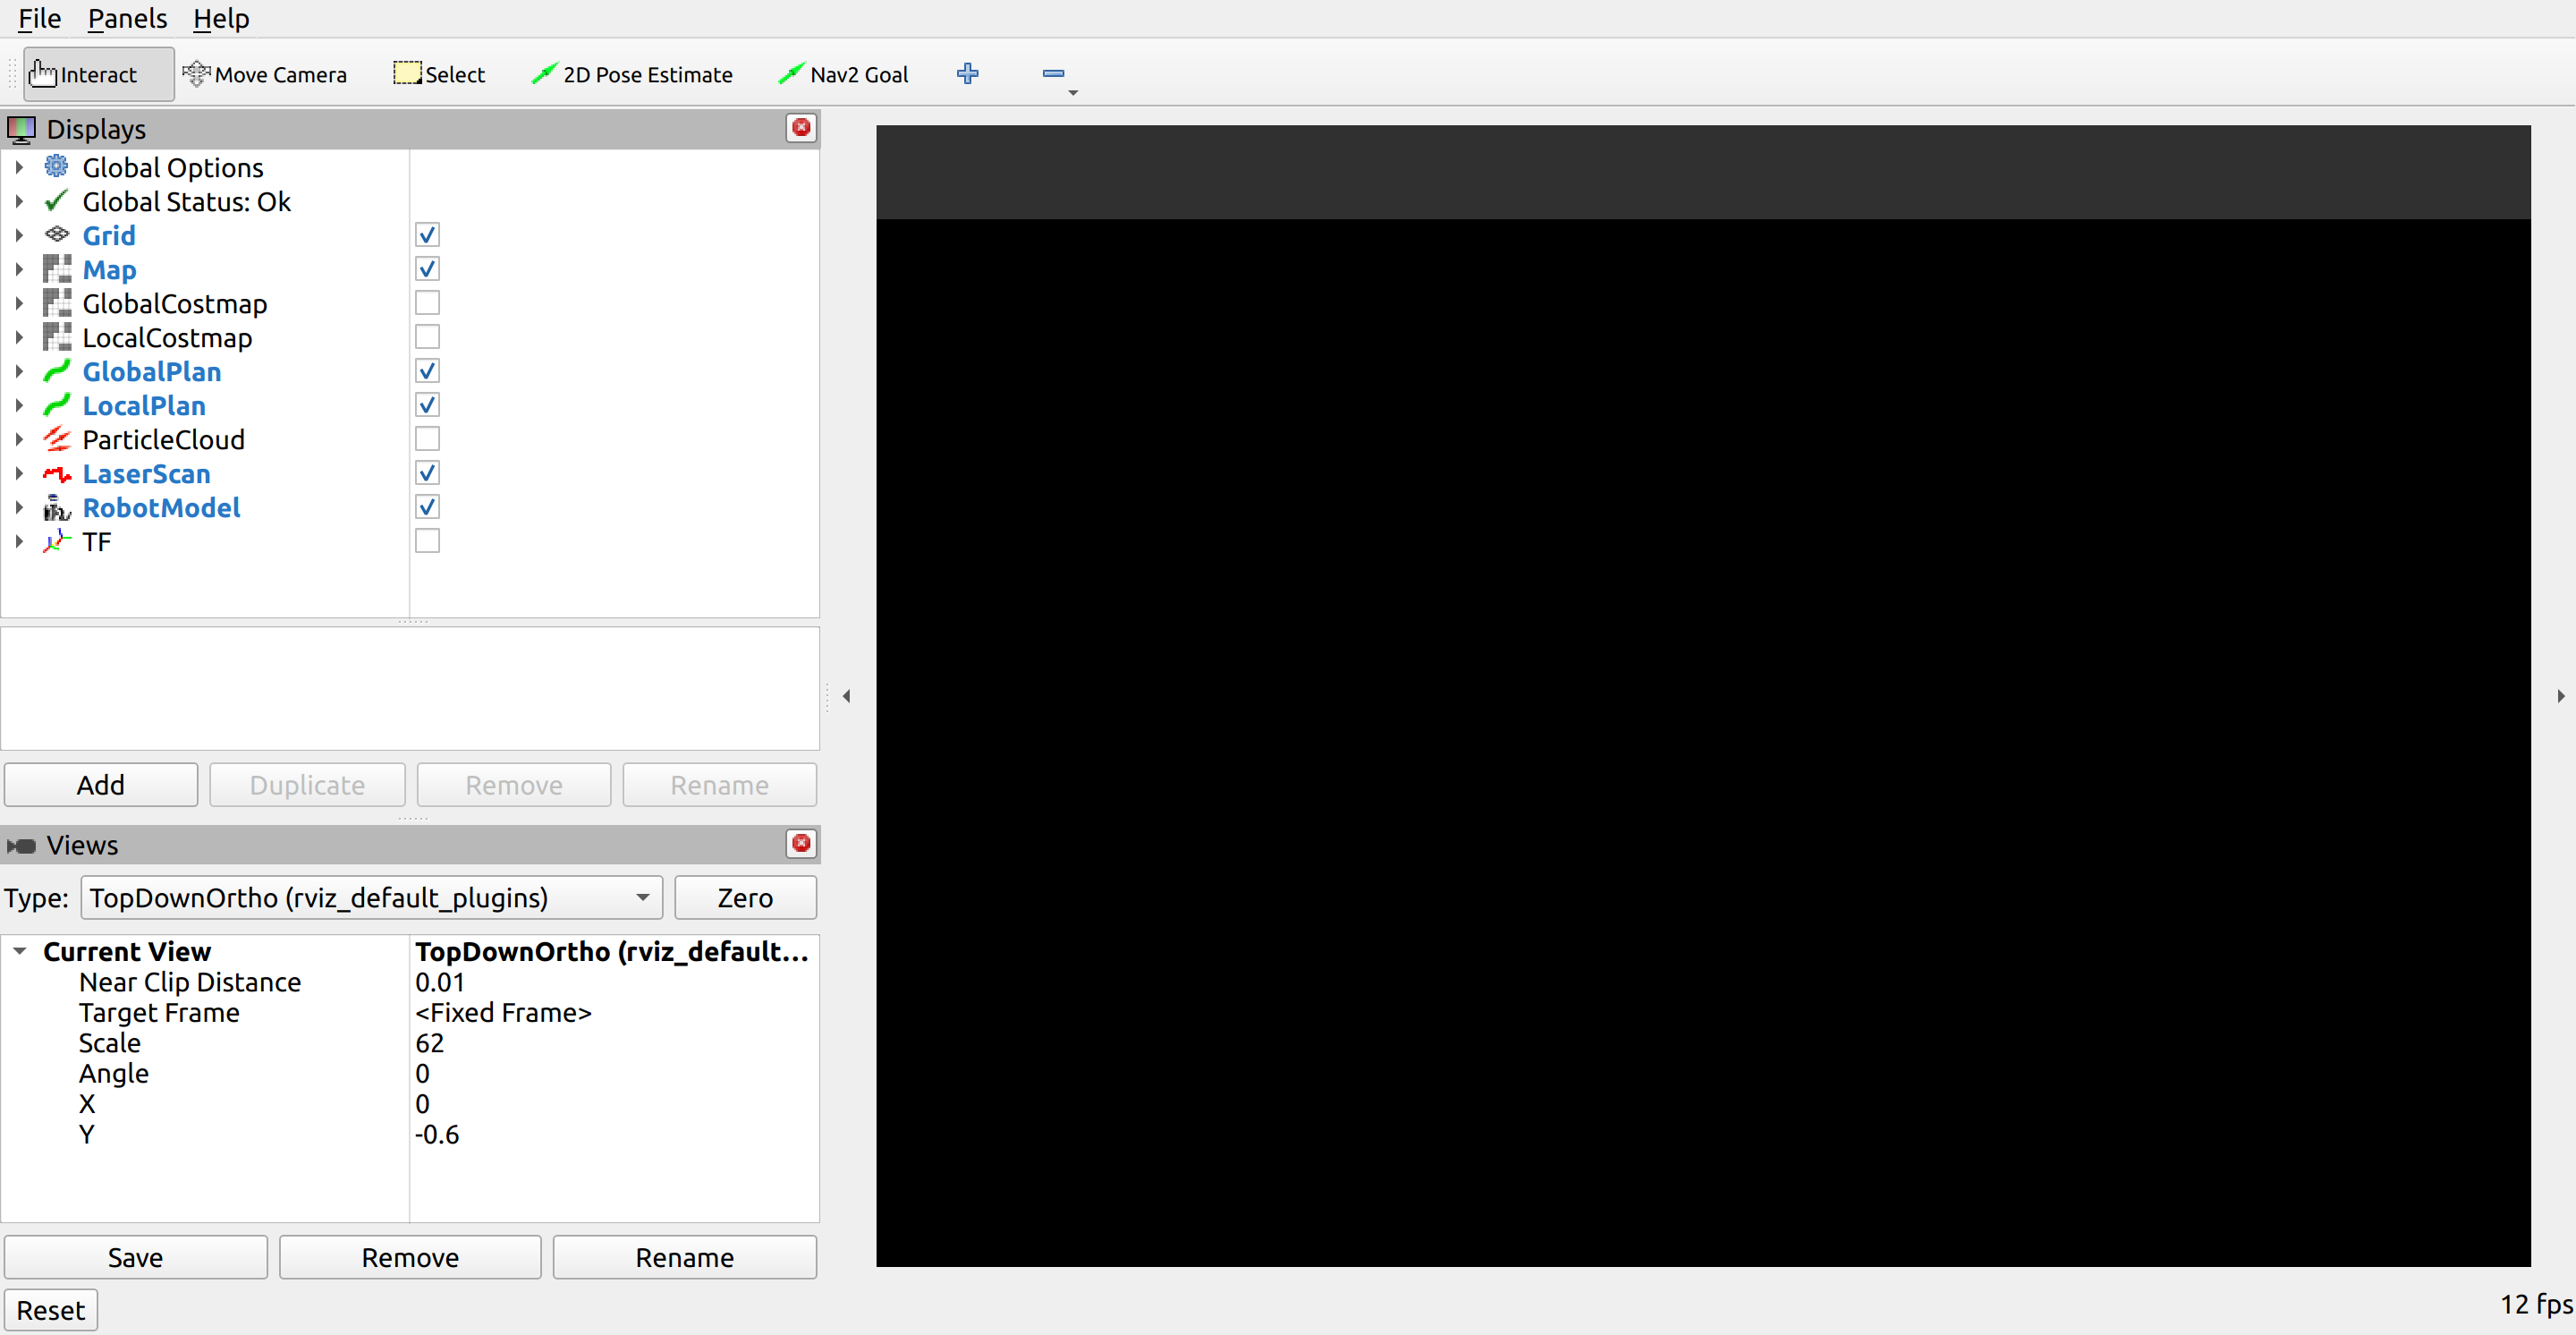 File Panels Help
Interact Move Camera Select 2D Pose Estimate Nav2 Goal
Displays
Global Options
Global Status: Ok
Grid
Map
GlobalCostmap
LocalCostmap
GlobalPlan
LocalPlan
ParticleCloud
LaserScan
RobotModel
TF
Add Duplicate Remove Rename
Views
Type: TopDownOrtho (rviz_default_plugins) Zero
Current View TopDownOrtho (rviz_default...
Near Clip Distance 0.01
Target Frame <Fixed Frame>
Scale 62
Angle 0
X 0
Y -0.6
Save Remove Rename
Reset 12 fps